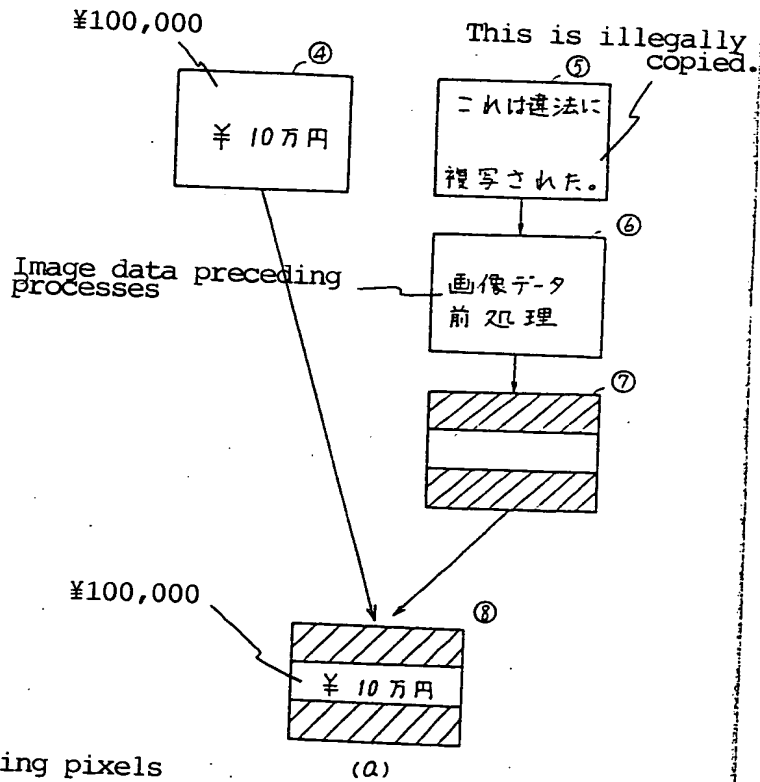 ¥100,000
④
¥ 10万円
This is illegally
copied.
⑤
これは違法に
複写された。
⑥
Image data preceding
processes
画像データ
前処理
⑦
¥100,000
⑧
¥ 10万円
ing pixels
(a)